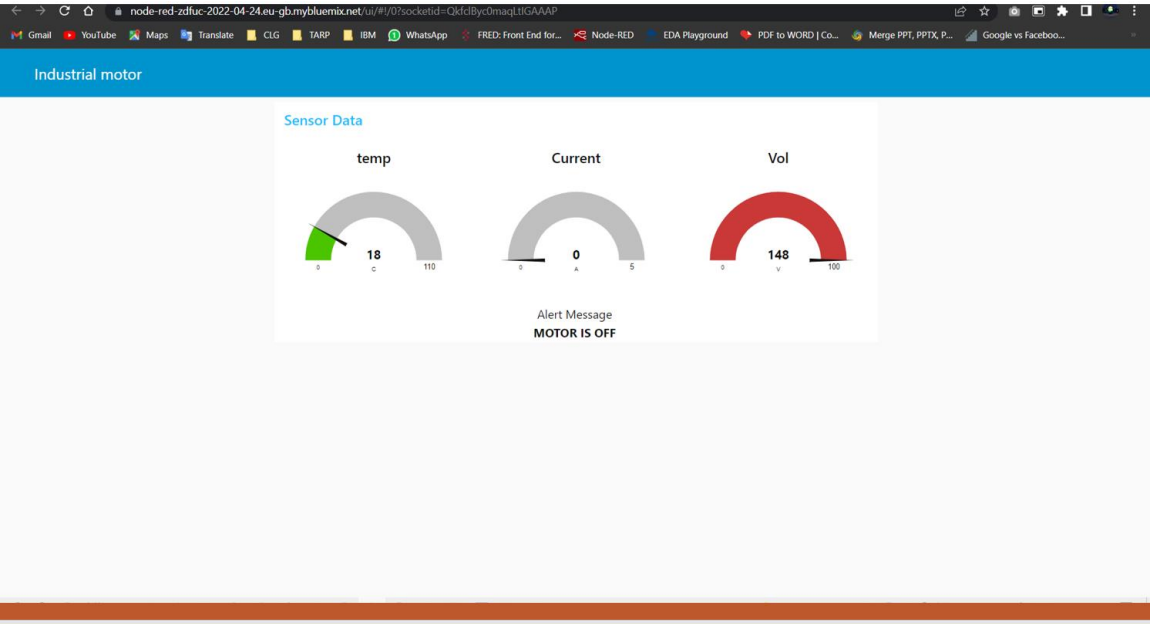 node-red-zdfuc-2022-04-24.eu-gb.mybluemix.net/ui/#!/0?socketid=QkfclByc0maqLtIGAAAP
Gmail YouTube Maps Translate CLG TARP IBM WhatsApp FRED: Front End for... Node-RED EDA Playground PDF to WORD | Co... Merge PPT, PPTX, P... Google vs Faceboo...
Industrial motor
Sensor Data
temp Current Vol
18 0 148
C A V
0 110 0 5 0 100
Alert Message
MOTOR IS OFF